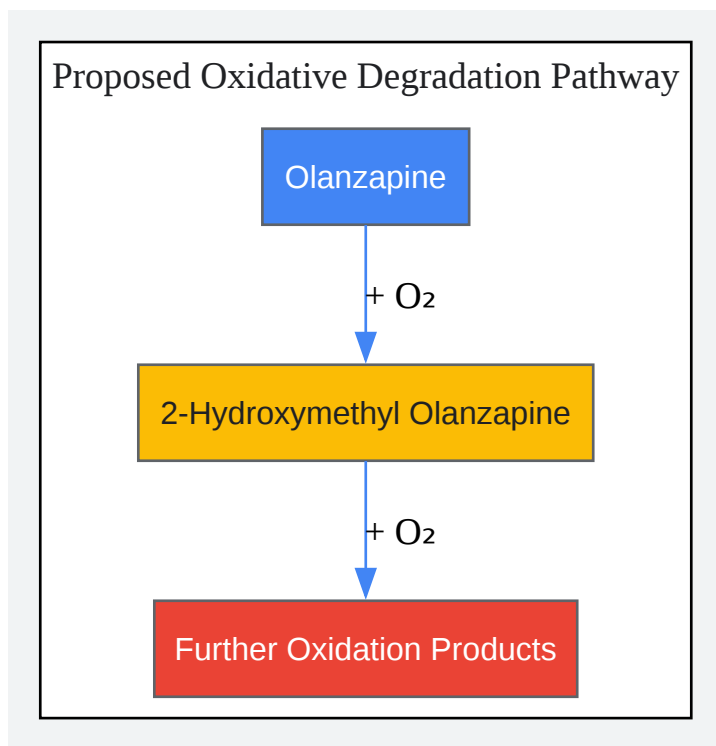 Proposed Oxidative Degradation Pathway
Olanzapine
+ O₂
2-Hydroxymethyl Olanzapine
+ O₂
Further Oxidation Products